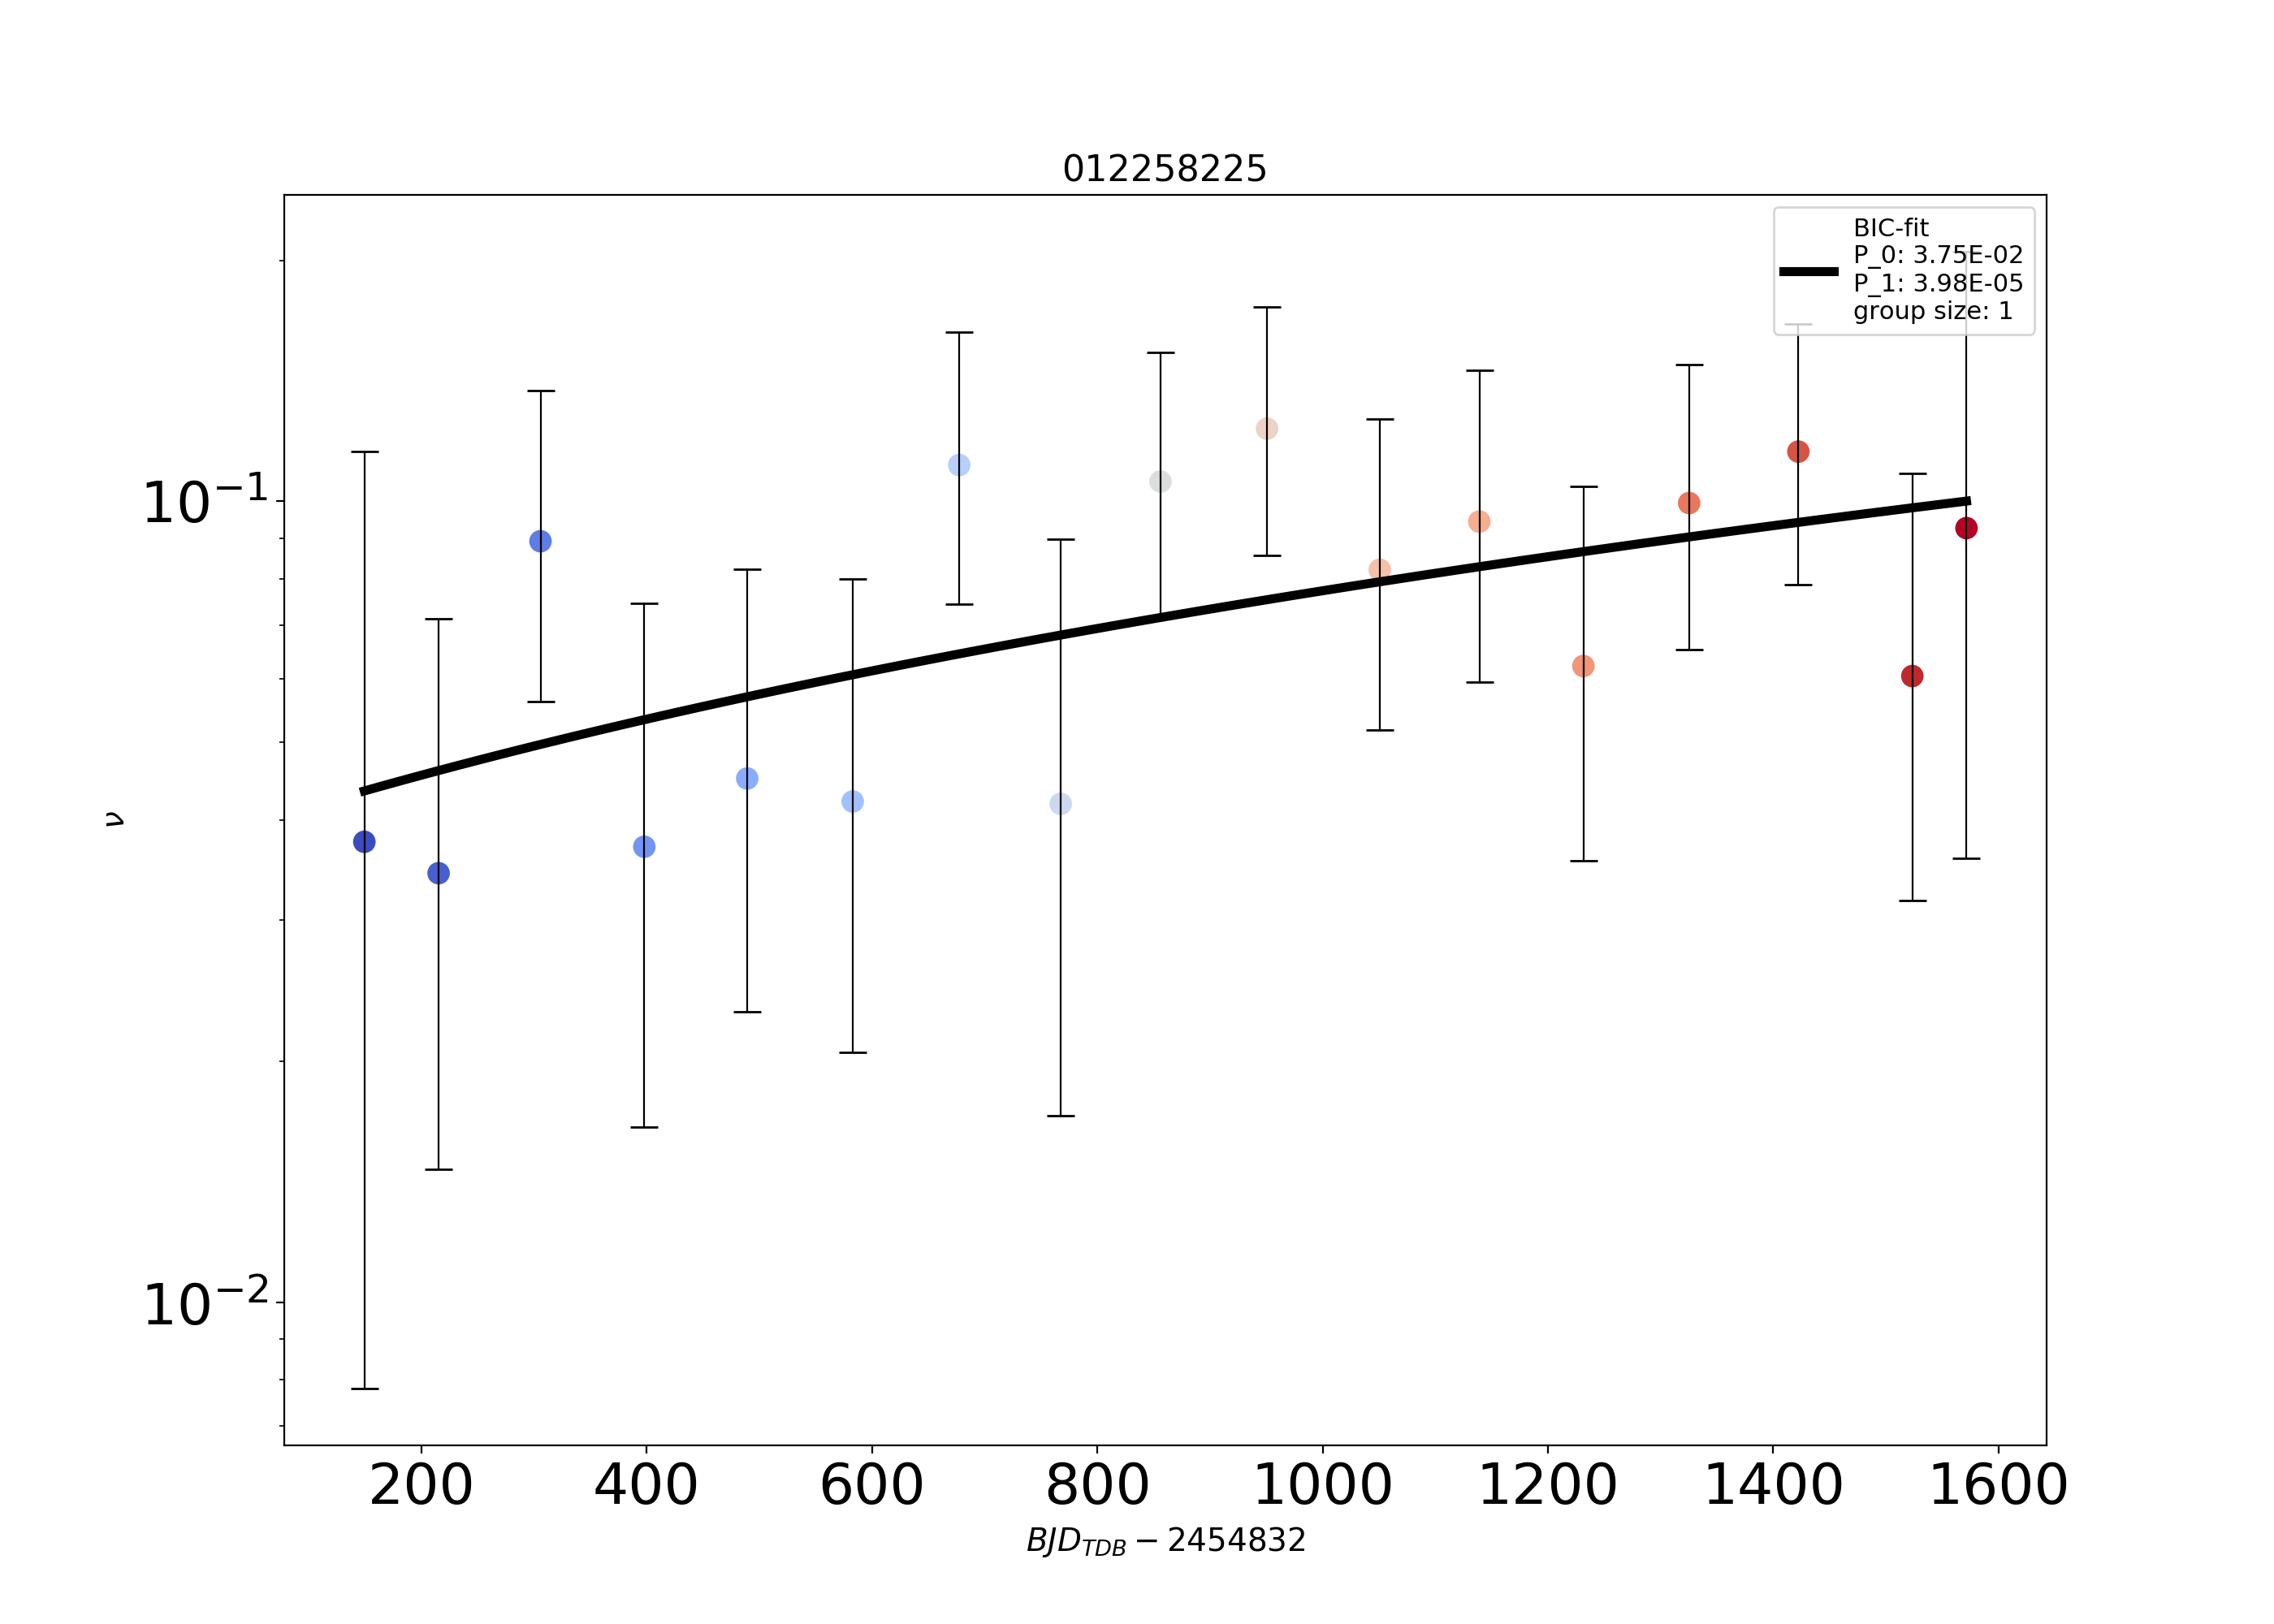 012258225
BIC-fit
P_0: 3.75E-02
P_1: 3.98E-05
group size: 1
10⁻¹
10⁻²
ν
200 400 600 800 1000 1200 1400 1600
BJD_TDB − 2454832